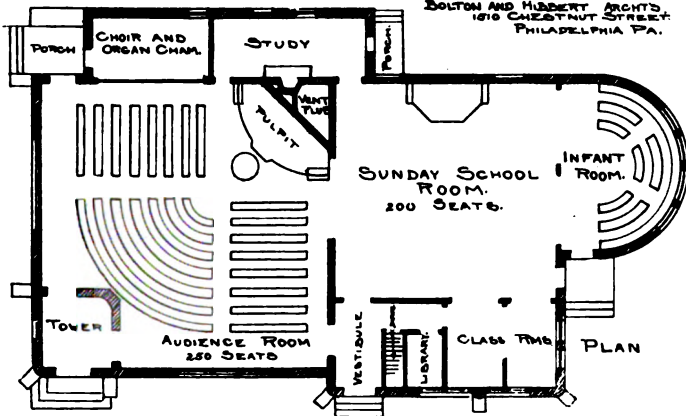 BOLTON AND HIBBERT ARCHTS,
1510 CHESTNUT STREET.
PHILADELPHIA PA.
PORCH
CHOIR AND
ORGAN CHAM.
STUDY
PORCH.
VENT
FLUE
PULPIT
SUNDAY SCHOOL
ROOM.
200 SEATS.
INFANT
ROOM.
TOWER
AUDIENCE ROOM
250 SEATS
VESTIBULE
LIBRARY.
CLASS RMS
PLAN